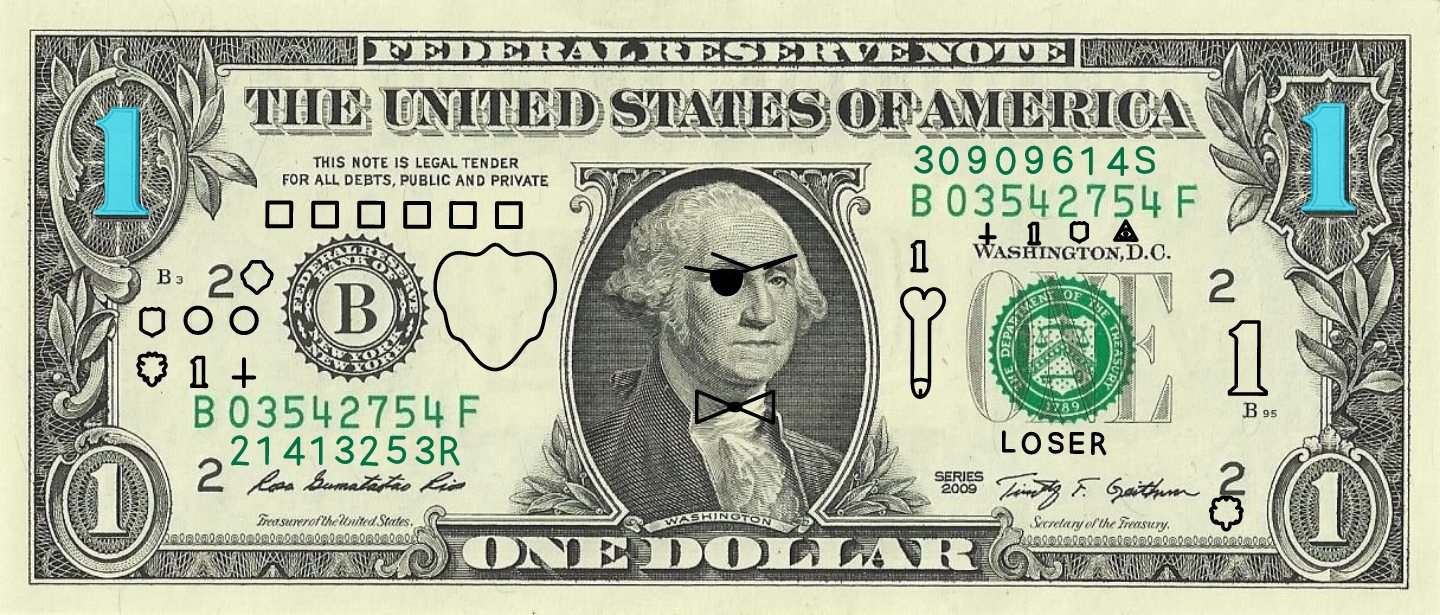 FEDERAL RESERVE NOTE
THE UNITED STATES OF AMERICA
1
1
THIS NOTE IS LEGAL TENDER
FOR ALL DEBTS, PUBLIC AND PRIVATE
30909614S
B 03542754 F
1
WASHINGTON, D.C.
1
B 3
2
FEDERAL RESERVE
BANK OF
B
NEW YORK
NEW YORK
ONE
THE DEPARTMENT OF THE TREASURY
1789
2
1
B 95
1
B 03542754 F
21413253R
LOSER
2
Rosa Gumataotao Rios
Treasurer of the United States.
SERIES
2009
Timothy F. Geithner
Secretary of the Treasury.
2
1
WASHINGTON
1
ONE DOLLAR